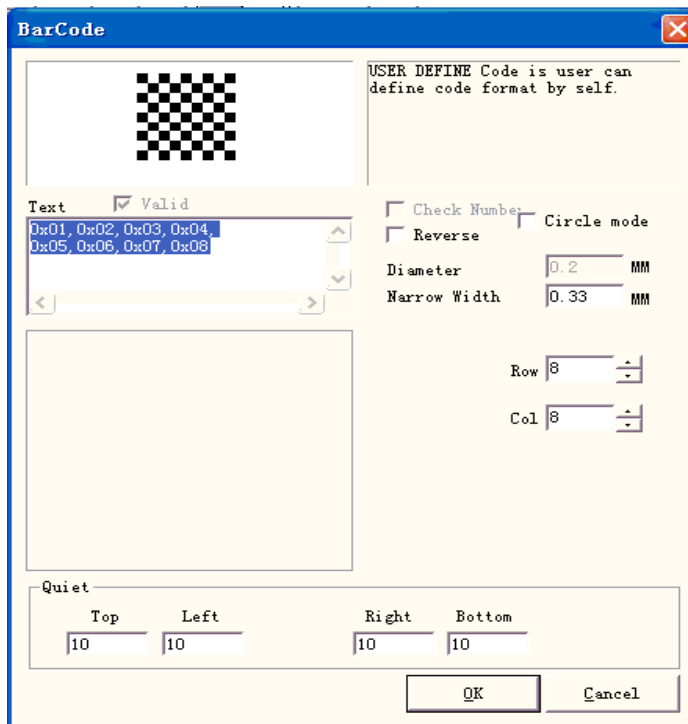 BarCode
USER DEFINE Code is user can
define code format by self.
Text
Valid
0x01, 0x02, 0x03, 0x04,
0x05, 0x06, 0x07, 0x08
Check Number
Circle mode
Reverse
Diameter 0.2 MM
Narrow Width 0.33 MM
Row 8
Col 8
Quiet
Top Left Right Bottom
10 10 10 10
OK Cancel